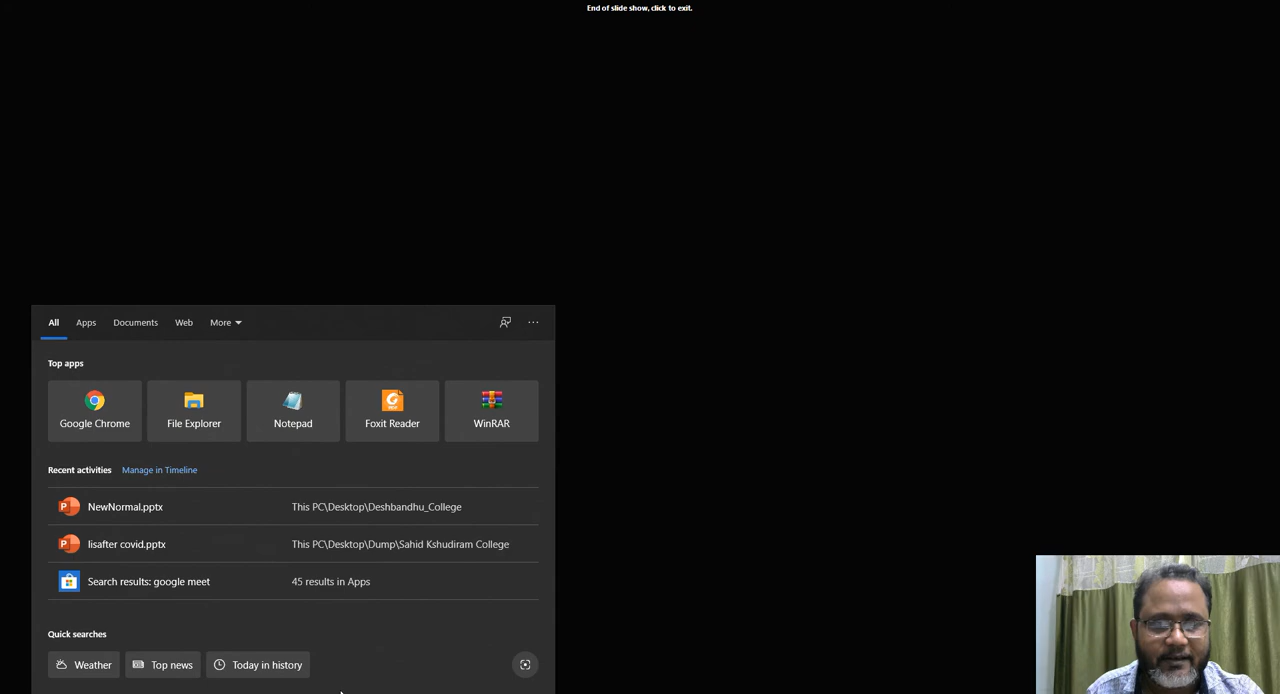 End of slide show, click to exit.
All Apps Documents Web More
Top apps
Google Chrome File Explorer Notepad Foxit Reader WinRAR
Recent activities Manage in Timeline
NewNormal.pptx This PC\Desktop\Deshbandhu_College
lisafter covid.pptx This PC\Desktop\Dump\Sahid Kshudiram College
Search results: google meet 45 results in Apps
Quick searches
Weather Top news Today in history